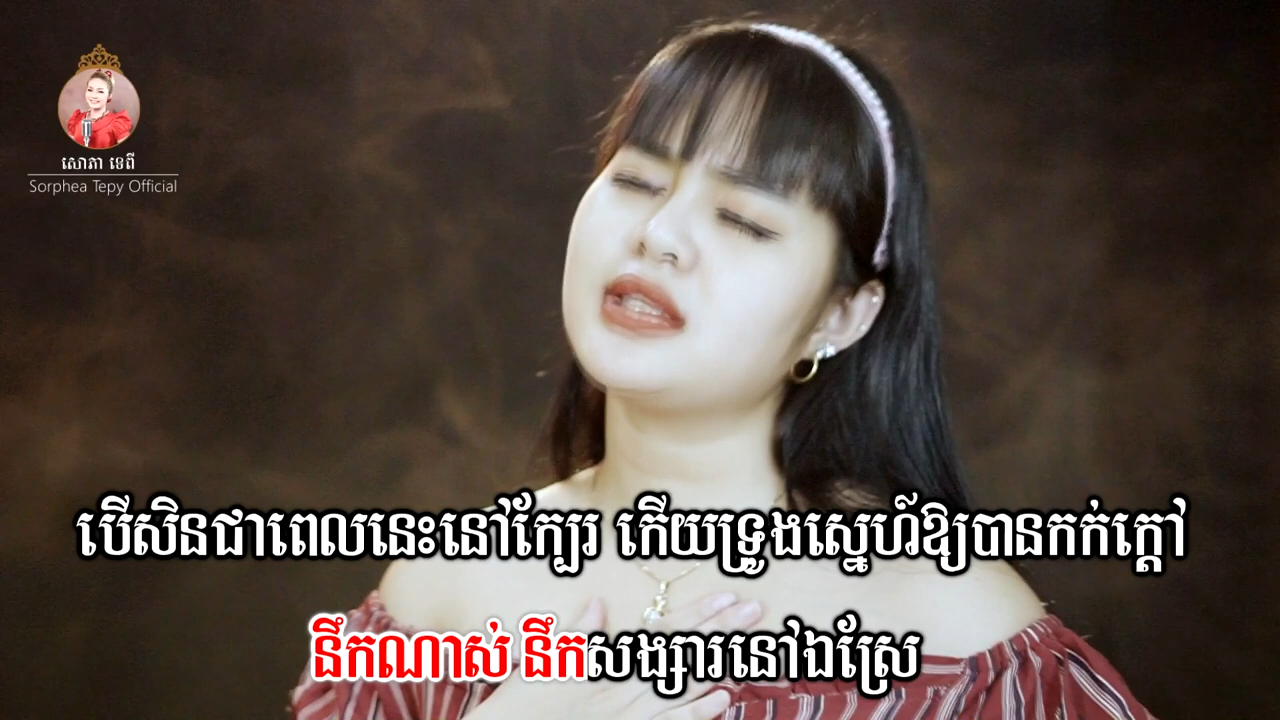 សោភា ទេពី
Sorphea Tepy Official
បើសិនជាពេលនេះនៅក្បែរ កើយទ្រូងស្នេហ៍ឱ្យបានកក់ក្ដៅ
នឹកណាស់ នឹកសង្សារនៅឯស្រែ